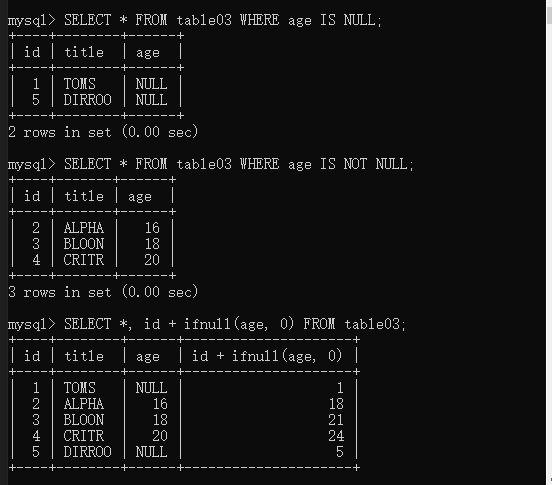 mysql> SELECT * FROM table03 WHERE age IS NULL;
+----+--------+------+
| id | title  | age  |
+----+--------+------+
|  1 | TOMS   | NULL |
|  5 | DIRROO | NULL |
+----+--------+------+
2 rows in set (0.00 sec)
mysql> SELECT * FROM table03 WHERE age IS NOT NULL;
+----+-------+------+
| id | title | age  |
+----+-------+------+
|  2 | ALPHA |   16 |
|  3 | BLOON |   18 |
|  4 | CRITR |   20 |
+----+-------+------+
3 rows in set (0.00 sec)
mysql> SELECT *, id + ifnull(age, 0) FROM table03;
+----+--------+------+---------------------+
| id | title  | age  | id + ifnull(age, 0) |
+----+--------+------+---------------------+
|  1 | TOMS   | NULL |                   1 |
|  2 | ALPHA  |   16 |                  18 |
|  3 | BLOON  |   18 |                  21 |
|  4 | CRITR  |   20 |                  24 |
|  5 | DIRROO | NULL |                   5 |
+----+--------+------+---------------------+